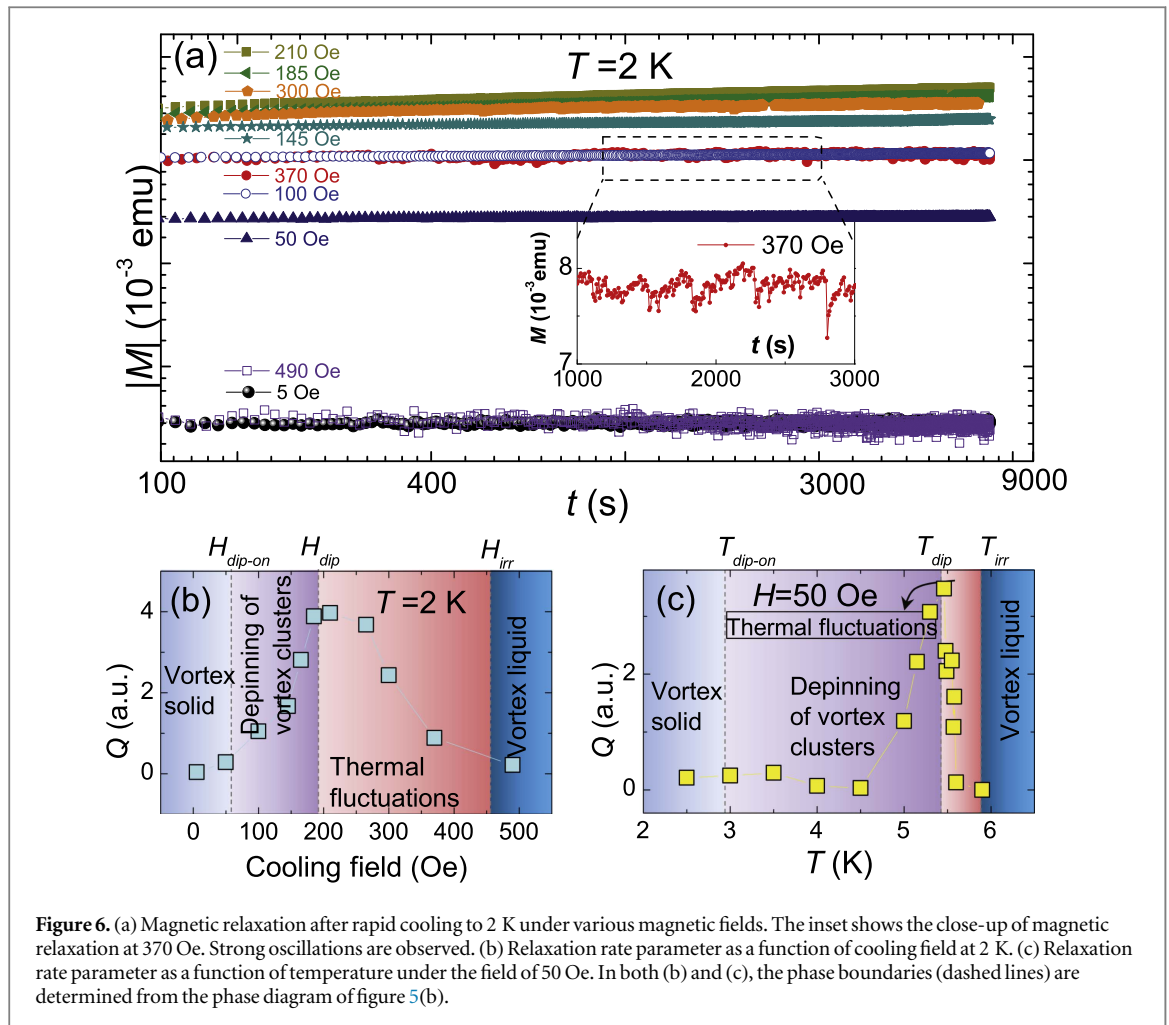 (a)
210 Oe
185 Oe
300 Oe
145 Oe
370 Oe
100 Oe
50 Oe
490 Oe
5 Oe
T =2 K
|M| (10⁻³ emu)
370 Oe
M (10⁻³emu)
8
7
t (s)
1000 2000 3000
100 400 3000 9000
t (s)
H_dip-on H_dip H_irr
(b)
T =2 K
Vortex
solid
Depinning of
vortex clusters
Thermal
fluctuations
Vortex liquid
Q (a.u.)
4
2
0
0 100 200 300 400 500
Cooling field (Oe)
T_dip-on T_dip T_irr
(c)
H=50 Oe
Thermal fluctuations
Vortex
solid
Depinning
of vortex
clusters
Vortex liquid
Q (a.u.)
2
0
2 3 4 5 6
T (K)
Figure 6. (a) Magnetic relaxation after rapid cooling to 2 K under various magnetic fields. The inset shows the close-up of magnetic
relaxation at 370 Oe. Strong oscillations are observed. (b) Relaxation rate parameter as a function of cooling field at 2 K. (c) Relaxation
rate parameter as a function of temperature under the field of 50 Oe. In both (b) and (c), the phase boundaries (dashed lines) are
determined from the phase diagram of figure 5(b).